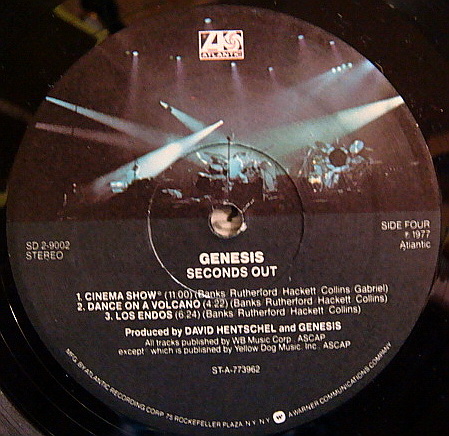 ATLANTIC
SIDE FOUR
SD 2-9002
℗ 1977
STEREO
Atlantic
GENESIS
SECONDS OUT
1. CINEMA SHOW* (11:00) (Banks Rutherford Hackett Collins Gabriel)
2. DANCE ON A VOLCANO (4:22) (Banks Rutherford Hackett Collins)
3. LOS ENDOS (6:24) (Banks Rutherford Hackett Collins)
Produced by DAVID HENTSCHEL and GENESIS
All tracks published by WB Music Corp., ASCAP
except * which is published by Yellow Dog Music, Inc., ASCAP
ST-A-773962
MFG. BY ATLANTIC RECORDING CORP. 75 ROCKEFELLER PLAZA, N.Y. N.Y. A WARNER COMMUNICATIONS COMPANY